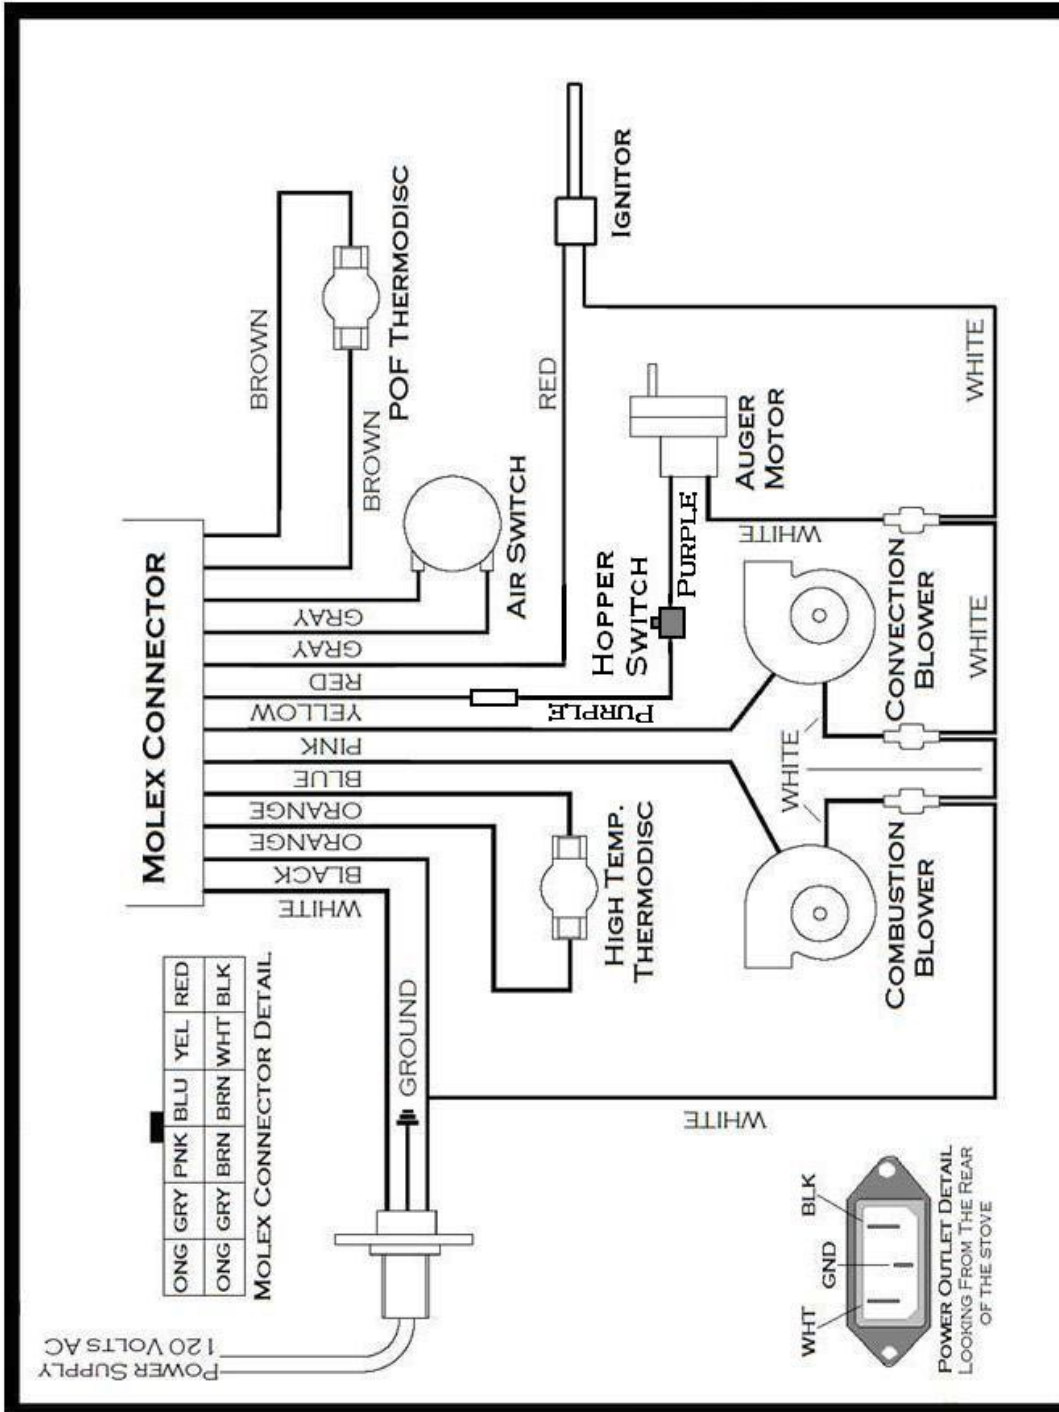 MOLEX CONNECTOR
BROWN
BROWN
POF THERMODISC
GRAY
GRAY
AIR SWITCH
RED
RED
IGNITOR
YELLOW
PURPLE
HOPPER
SWITCH
PURPLE
AUGER
MOTOR
WHITE
WHITE
PINK
BLUE
CONVECTION
BLOWER
WHITE
WHITE
ORANGE
ORANGE
HIGH TEMP.
THERMODISC
COMBUSTION
BLOWER
BLACK
WHITE
GROUND
WHITE
ONG GRY PNK BLU YEL RED
ONG GRY BRN BRN WHT BLK
MOLEX CONNECTOR DETAIL
POWER SUPPLY
120 VOLTS AC
WHT
GND
BLK
POWER OUTLET DETAIL
LOOKING FROM THE REAR
OF THE STOVE